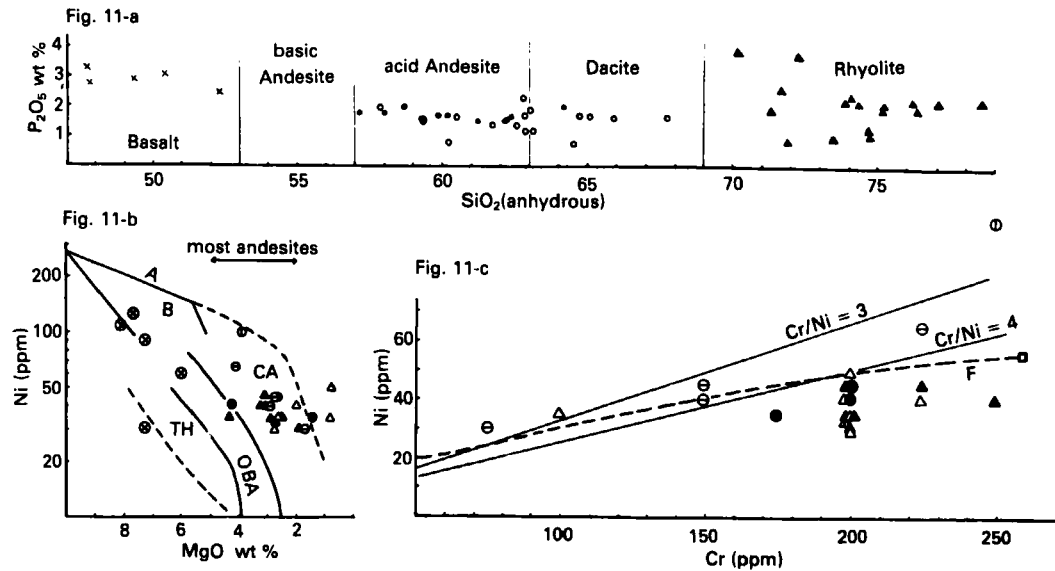 Fig. 11-a
P₂O₅ wt %
4
3
2
1
Basalt
basic
Andesite
acid Andesite
Dacite
Rhyolite
50
55
60
65
70
75
SiO₂(anhydrous)
Fig. 11-b
most andesites
Ni (ppm)
200
100
50
20
A
B
CA
TH
OBA
8
6
4
2
MgO wt %
Fig. 11-c
Ni (ppm)
60
40
20
Cr/Ni = 3
Cr/Ni = 4
F
100
150
200
250
Cr (ppm)